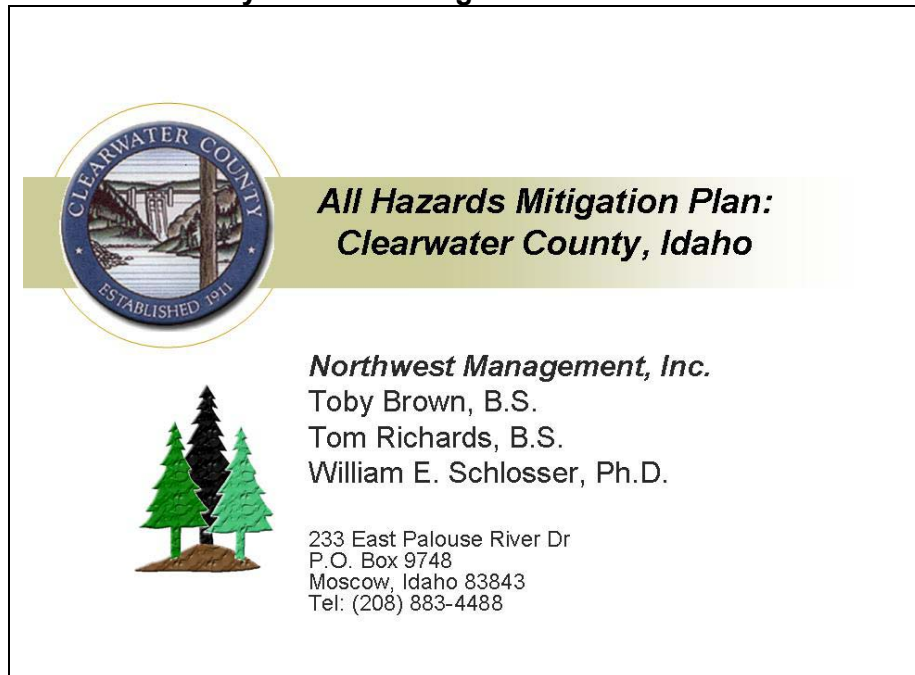 CLEARWATER COUNTY
ESTABLISHED 1911
All Hazards Mitigation Plan:
Clearwater County, Idaho
Northwest Management, Inc.
Toby Brown, B.S.
Tom Richards, B.S.
William E. Schlosser, Ph.D.
233 East Palouse River Dr
P.O. Box 9748
Moscow, Idaho 83843
Tel: (208) 883-4488